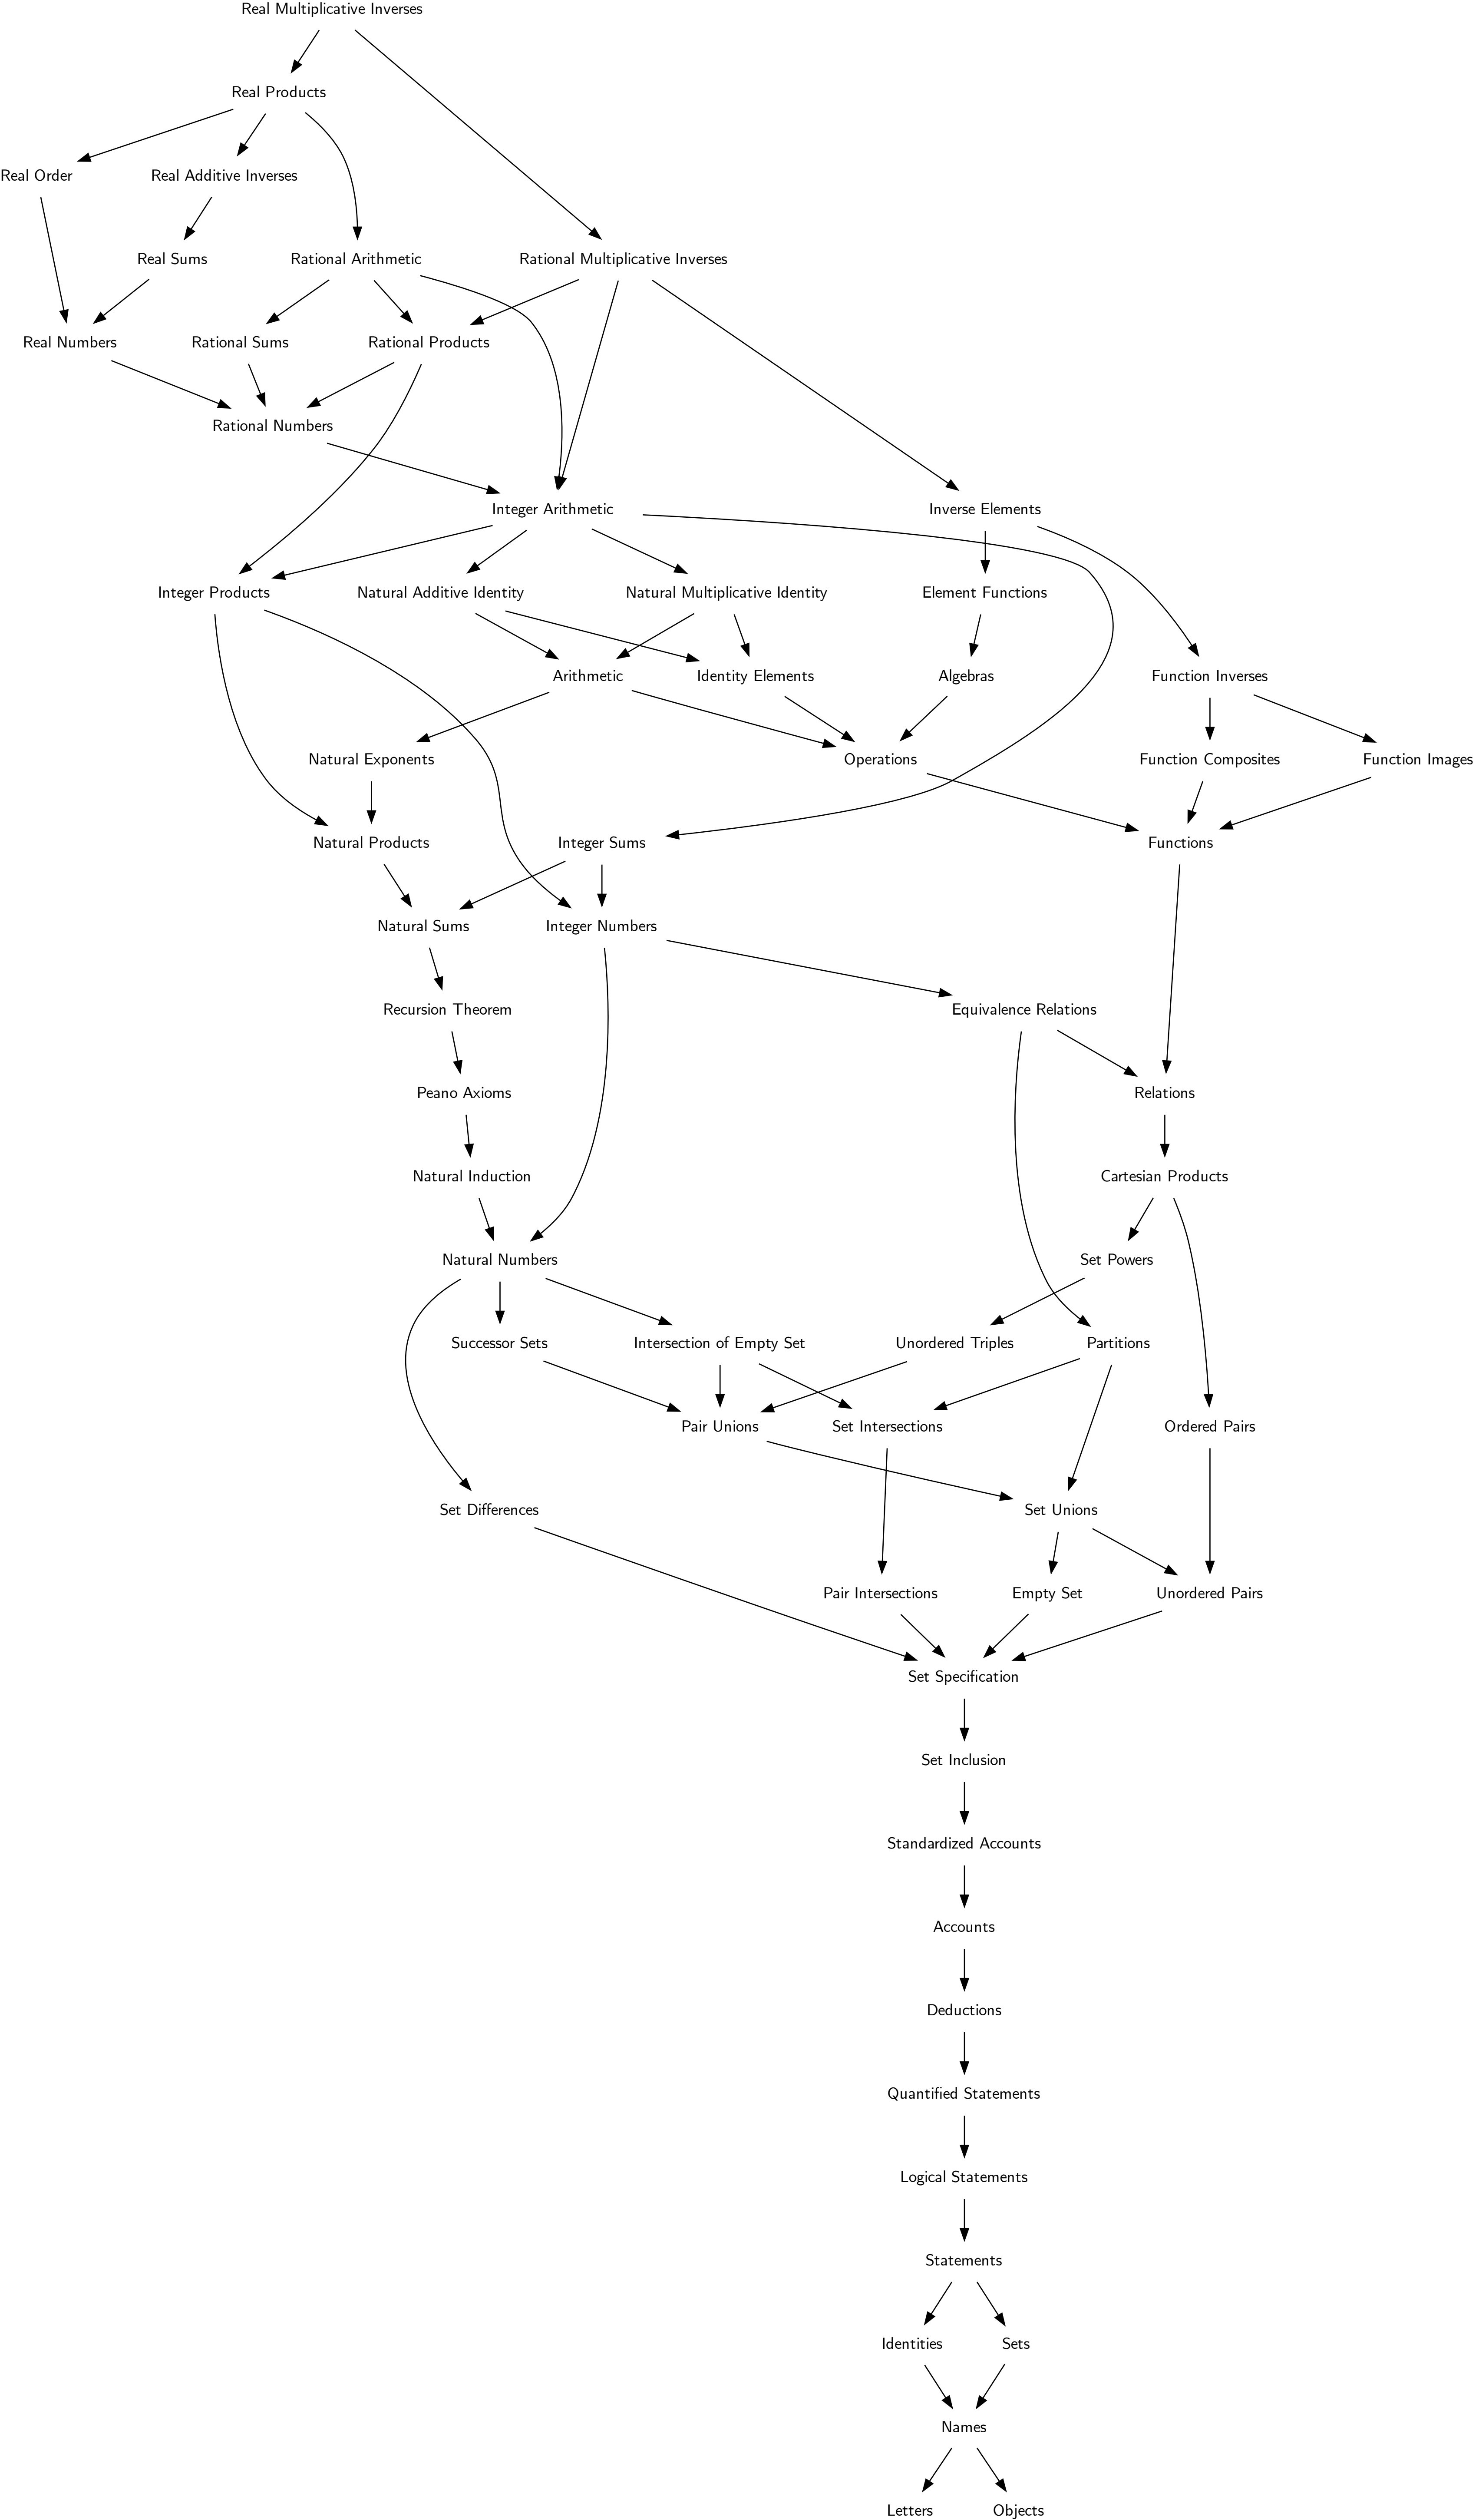 Real Multiplicative Inverses
Real Products
Real Order
Real Additive Inverses
Real Sums
Rational Arithmetic
Rational Multiplicative Inverses
Real Numbers
Rational Sums
Rational Products
Rational Numbers
Integer Arithmetic
Inverse Elements
Integer Products
Natural Additive Identity
Natural Multiplicative Identity
Element Functions
Arithmetic
Identity Elements
Algebras
Function Inverses
Natural Exponents
Operations
Function Composites
Function Images
Natural Products
Integer Sums
Functions
Natural Sums
Integer Numbers
Recursion Theorem
Equivalence Relations
Peano Axioms
Relations
Natural Induction
Cartesian Products
Natural Numbers
Set Powers
Successor Sets
Intersection of Empty Set
Unordered Triples
Partitions
Pair Unions
Set Intersections
Ordered Pairs
Set Differences
Set Unions
Pair Intersections
Empty Set
Unordered Pairs
Set Specification
Set Inclusion
Standardized Accounts
Accounts
Deductions
Quantified Statements
Logical Statements
Statements
Identities
Sets
Names
Letters
Objects